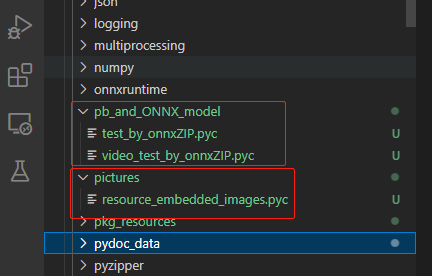 json
logging
multiprocessing
numpy
onnxruntime
pb_and_ONNX_model
test_by_onnxZIP.pyc U
video_test_by_onnxZIP.pyc U
pictures
resource_embedded_images.pyc U
pkg_resources
pydoc_data
pyzipper